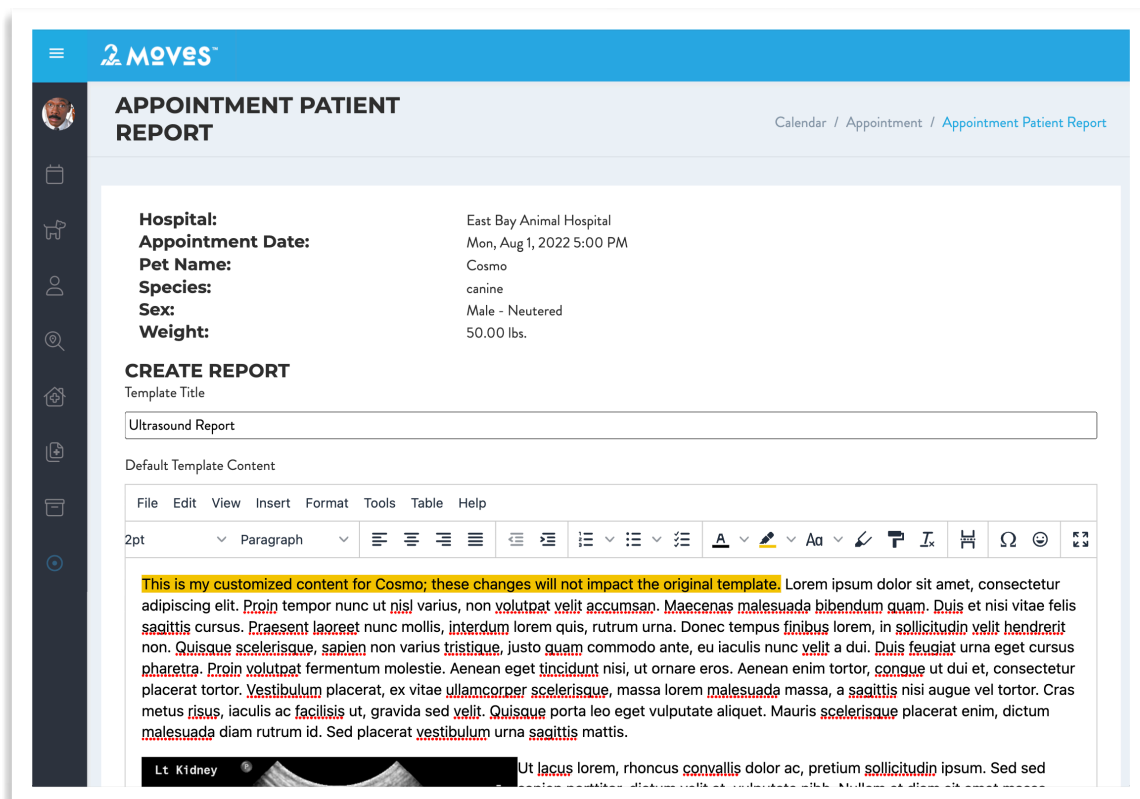 2 MOVES™
APPOINTMENT PATIENT
REPORT
Calendar / Appointment / Appointment Patient Report
Hospital: East Bay Animal Hospital
Appointment Date: Mon, Aug 1, 2022 5:00 PM
Pet Name: Cosmo
Species: canine
Sex: Male - Neutered
Weight: 50.00 lbs.
CREATE REPORT
Template Title
Ultrasound Report
Default Template Content
File Edit View Insert Format Tools Table Help
2pt Paragraph
This is my customized content for Cosmo; these changes will not impact the original template. Lorem ipsum dolor sit amet, consectetur
adipiscing elit. Proin tempor nunc ut nisl varius, non volutpat velit accumsan. Maecenas malesuada bibendum quam. Duis et nisi vitae felis
sagittis cursus. Praesent laoreet nunc mollis, interdum lorem quis, rutrum urna. Donec tempus finibus lorem, in sollicitudin velit hendrerit
non. Quisque scelerisque, sapien non varius tristique, justo quam commodo ante, eu iaculis nunc velit a dui. Duis feugiat urna eget cursus
pharetra. Proin volutpat fermentum molestie. Aenean eget tincidunt nisi, ut ornare eros. Aenean enim tortor, congue ut dui et, consectetur
placerat tortor. Vestibulum placerat, ex vitae ullamcorper scelerisque, massa lorem malesuada massa, a sagittis nisi augue vel tortor. Cras
metus risus, iaculis ac facilisis ut, gravida sed velit. Quisque porta leo eget vulputate aliquet. Mauris scelerisque placerat enim, dictum
malesuada diam rutrum id. Sed placerat vestibulum urna sagittis mattis.
Lt Kidney
Ut lacus lorem, rhoncus convallis dolor ac, pretium sollicitudin ipsum. Sed sed